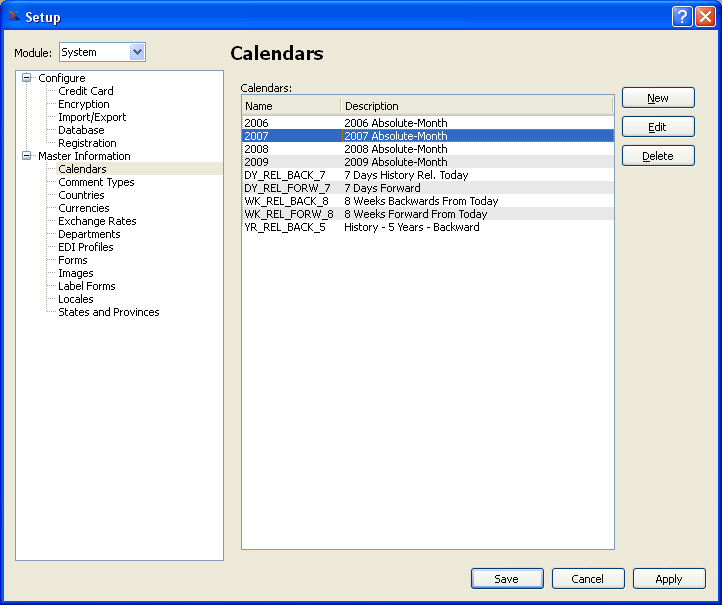 Setup
Module: System
Calendars
Configure
Credit Card
Encryption
Import/Export
Database
Registration
Master Information
Calendars
Comment Types
Countries
Currencies
Exchange Rates
Departments
EDI Profiles
Forms
Images
Label Forms
Locales
States and Provinces
Calendars:
Name Description
2006 2006 Absolute-Month
2007 2007 Absolute-Month
2008 2008 Absolute-Month
2009 2009 Absolute-Month
DY_REL_BACK_7 7 Days History Rel. Today
DY_REL_FORW_7 7 Days Forward
WK_REL_BACK_8 8 Weeks Backwards From Today
WK_REL_FORW_8 8 Weeks Forward From Today
YR_REL_BACK_5 History - 5 Years - Backward
New
Edit
Delete
Save Cancel Apply